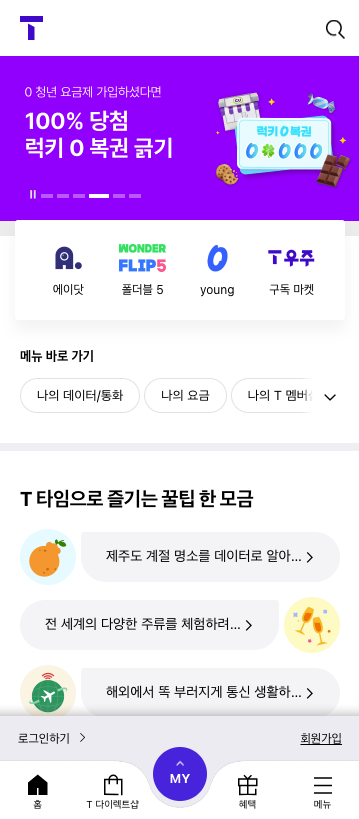 T
0 청년 요금제 가입하셨다면
100% 당첨
럭키 0 복권 긁기
CU
럭키 0 복권
0 0 0 0
에이닷
WONDER
FLIP5
폴더블 5
0
young
T우주
구독 마켓
메뉴 바로 가기
나의 데이터/통화
나의 요금
나의 T 멤버
T 타임으로 즐기는 꿀팁 한 모금
제주도 계절 명소를 데이터로 알아...
전 세계의 다양한 주류를 체험하려...
해외에서 똑 부러지게 통신 생활하...
로그인하기
회원가입
홈
T 다이렉트샵
MY
혜택
메뉴